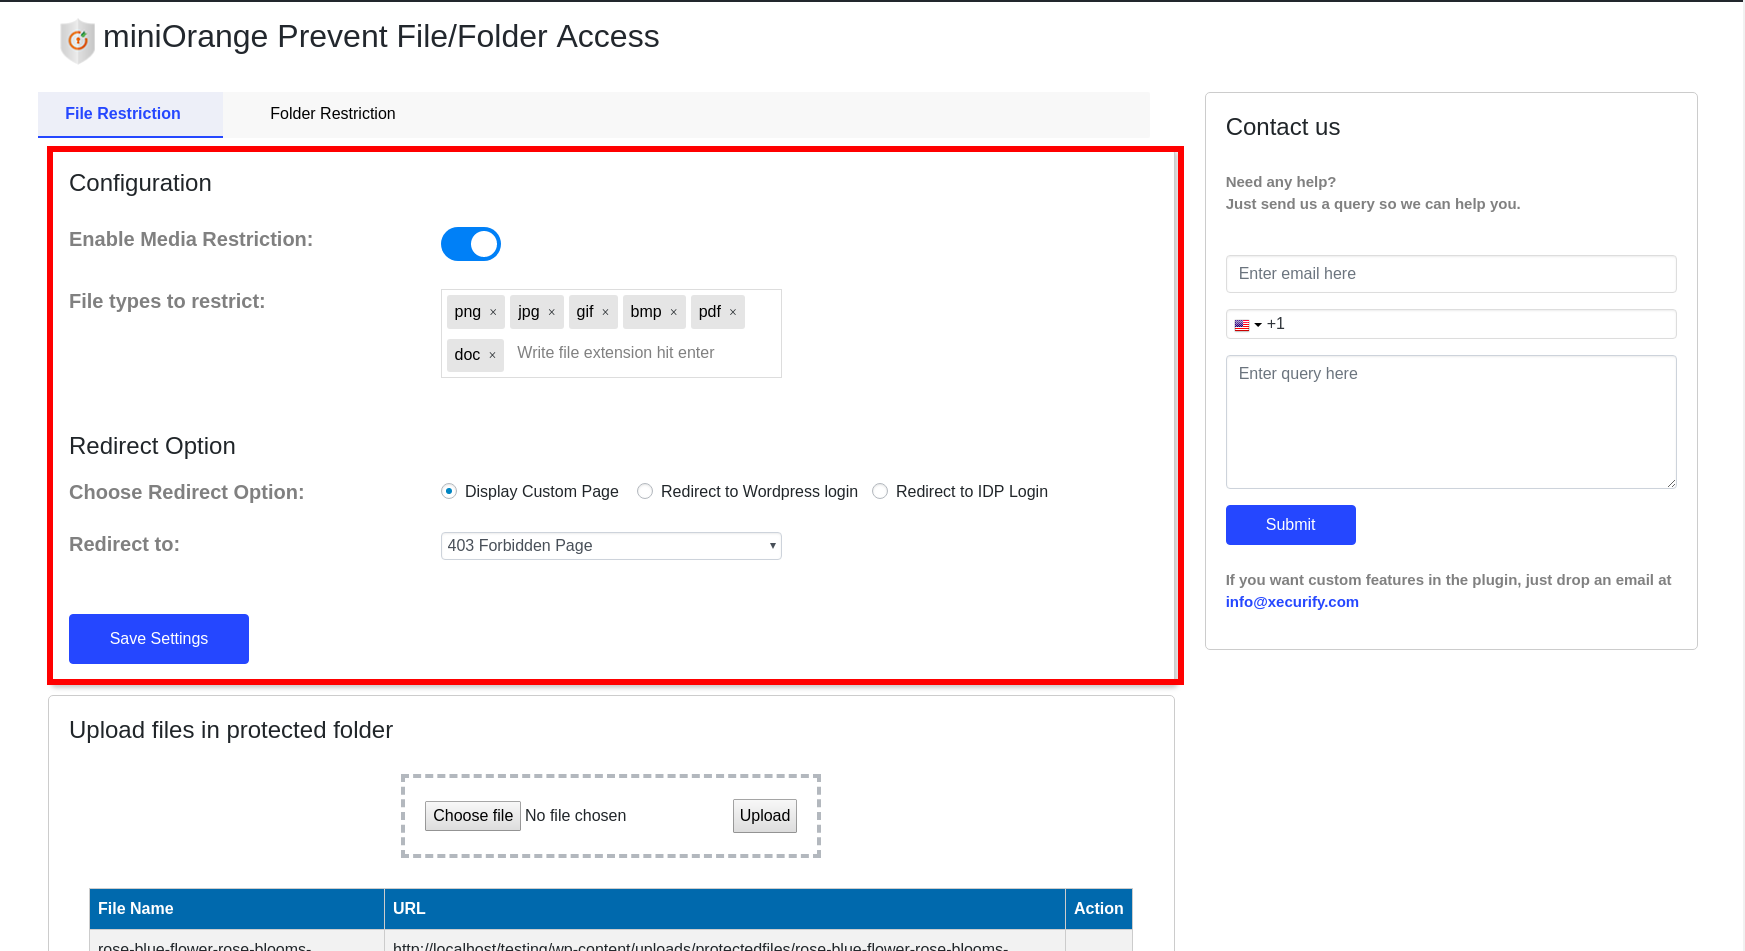 miniOrange Prevent File/Folder Access
File Restriction
Folder Restriction
Configuration
Enable Media Restriction:
File types to restrict:
png × jpg × gif × bmp × pdf ×
doc × Write file extension hit enter
Redirect Option
Choose Redirect Option:
Display Custom Page Redirect to Wordpress login Redirect to IDP Login
Redirect to:
403 Forbidden Page
Save Settings
Upload files in protected folder
Choose file No file chosen Upload
File Name URL Action
rose-blue-flower-rose-blooms- http://localhost/testing/wp-content/uploads/protectedfiles/rose-blue-flower-rose-blooms-
Contact us
Need any help?
Just send us a query so we can help you.
Enter email here
+1
Enter query here
Submit
If you want custom features in the plugin, just drop an email at
info@xecurify.com